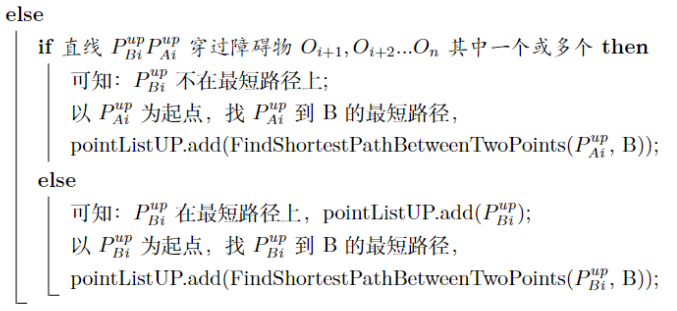 else
if 直线 $P_{Bi}^{up}P_{Ai}^{up}$ 穿过障碍物 $O_{i+1}, O_{i+2}...O_n$ 其中一个或多个 then
可知：$P_{Bi}^{up}$ 不在最短路径上;
以 $P_{Ai}^{up}$ 为起点，找 $P_{Ai}^{up}$ 到 B 的最短路径，
pointListUP.add(FindShortestPathBetweenTwoPoints($P_{Ai}^{up}$, B));
else
可知：$P_{Bi}^{up}$ 在最短路径上，pointListUP.add($P_{Bi}^{up}$);
以 $P_{Bi}^{up}$ 为起点，找 $P_{Bi}^{up}$ 到 B 的最短路径，
pointListUP.add(FindShortestPathBetweenTwoPoints($P_{Bi}^{up}$, B));